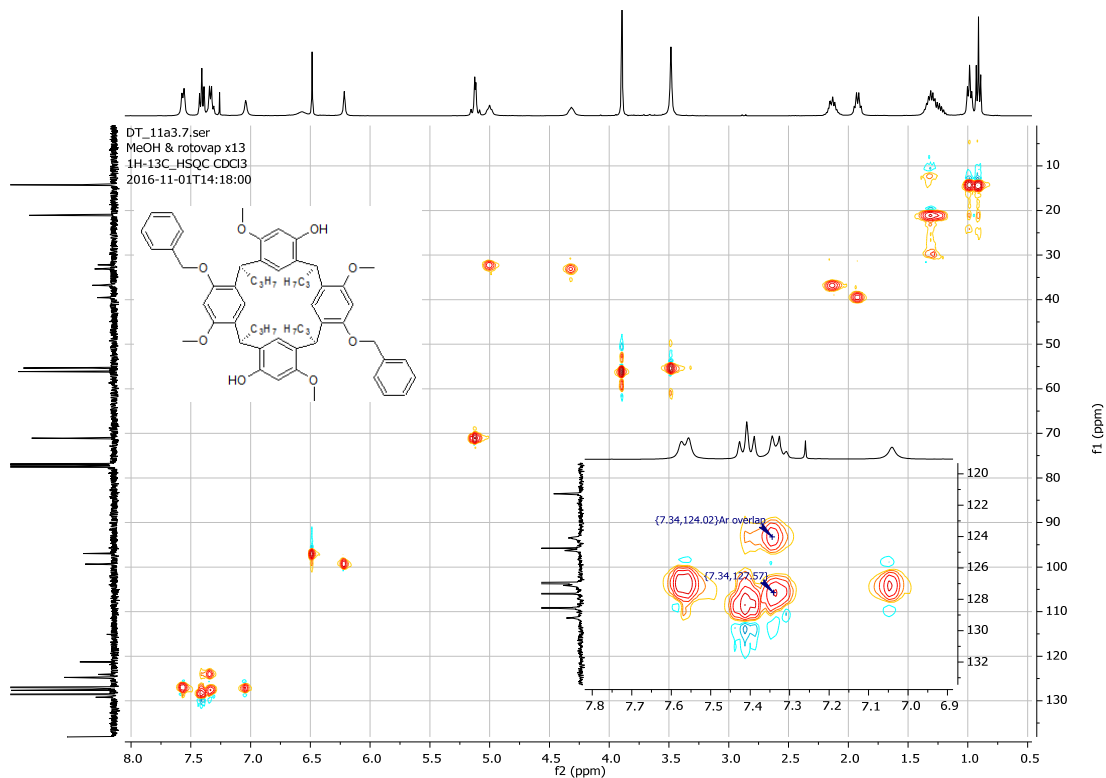 DT_11a3.7.ser
MeOH & rotovap x13
1H-13C_HSQC CDCl3
2016-11-01T14:18:00
O
OH
O
C3H7 H7C3
O
O
O
C3H7 H7C3
O
HO
O
10
20
30
40
50
60
70
80
90
100
110
120
130
f1 (ppm)
{7.34,124.02}Ar overlap
{7.34,127.57}
120
122
124
126
128
130
132
7.8 7.7 7.6 7.5 7.4 7.3 7.2 7.1 7.0 6.9
8.0 7.5 7.0 6.5 6.0 5.5 5.0 4.5 4.0 3.5 3.0 2.5 2.0 1.5 1.0 0.5
f2 (ppm)